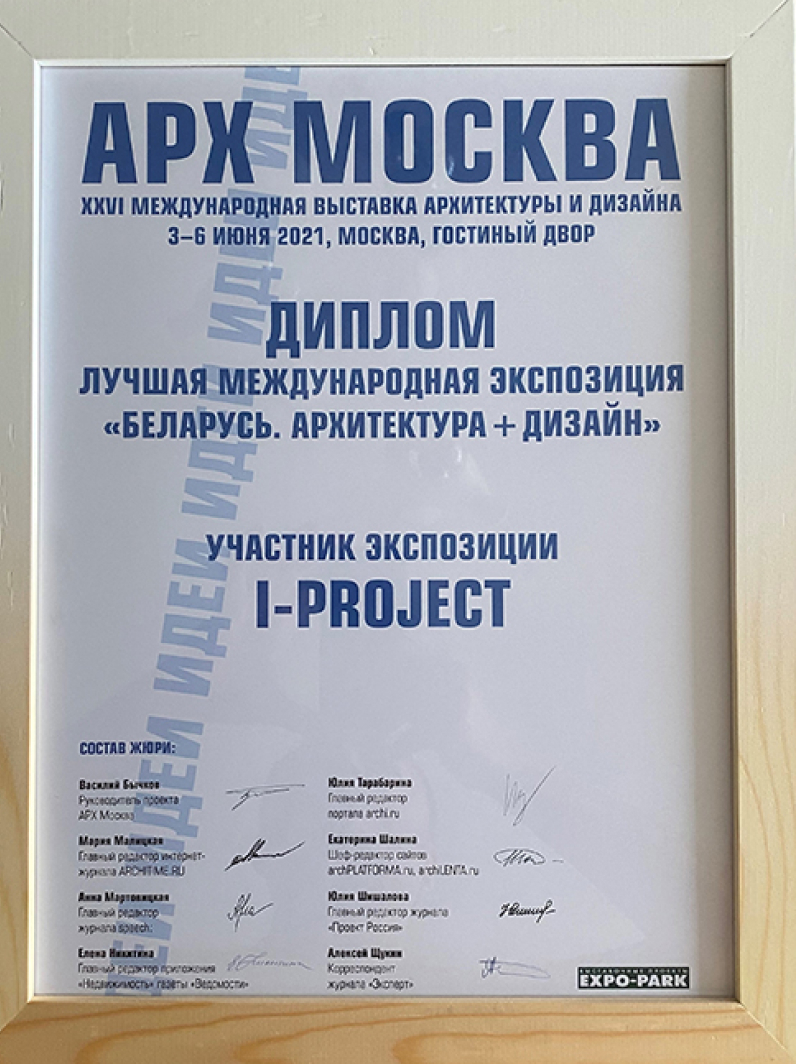 АРХ МОСКВА
XXVI МЕЖДУНАРОДНАЯ ВЫСТАВКА АРХИТЕКТУРЫ И ДИЗАЙНА
3–6 ИЮНЯ 2021, МОСКВА, ГОСТИНЫЙ ДВОР
ДИПЛОМ
ЛУЧШАЯ МЕЖДУНАРОДНАЯ ЭКСПОЗИЦИЯ
«БЕЛАРУСЬ. АРХИТЕКТУРА + ДИЗАЙН»
УЧАСТНИК ЭКСПОЗИЦИИ
I-PROJECT
ИДЕИ ИДЕИ ИДЕИ ИДЕИ ИДЕИ ИДЕИ
СОСТАВ ЖЮРИ:
Василий Бычков
Руководитель проекта
АРХ Москва
Мария Малицкая
Главный редактор интернет-
журнала ARCHITIME.RU
Анна Мартовицкая
Главный редактор
журнала speech:
Елена Никитина
Главный редактор приложения
«Недвижимость» газеты «Ведомости»
Юлия Тарабарина
Главный редактор
портала archi.ru
Екатерина Шалина
Шеф-редактор сайтов
archPLATFORMA.ru, archiLENTA.ru
Юлия Шишалова
Главный редактор журнала
«Проект Россия»
Алексей Щукин
Корреспондент
журнала «Эксперт»
ВЫСТАВОЧНЫЕ ПРОЕКТЫ
EXPO-PARK